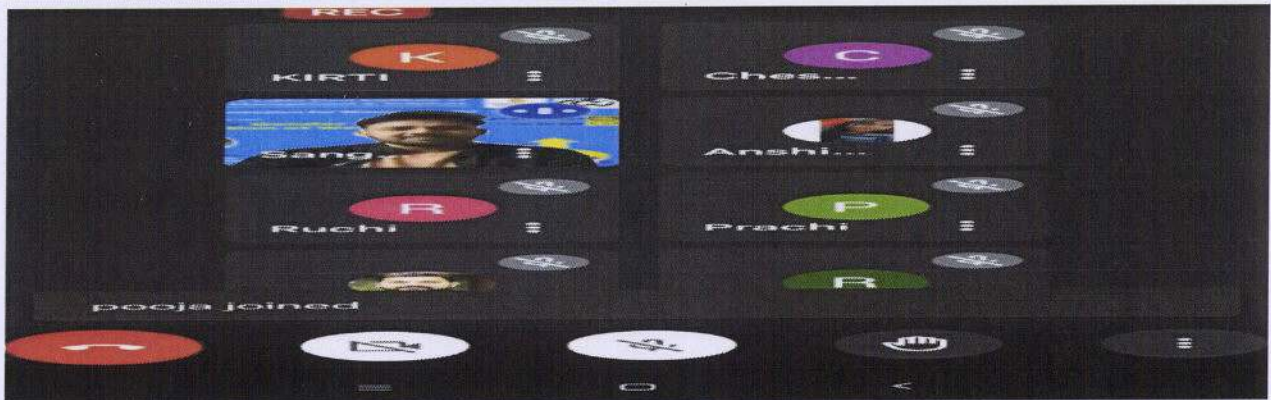 REC
K C
KIRTI Ches...
Sang... Anshi...
R P
Ruchi Prachi
R
pooja joined